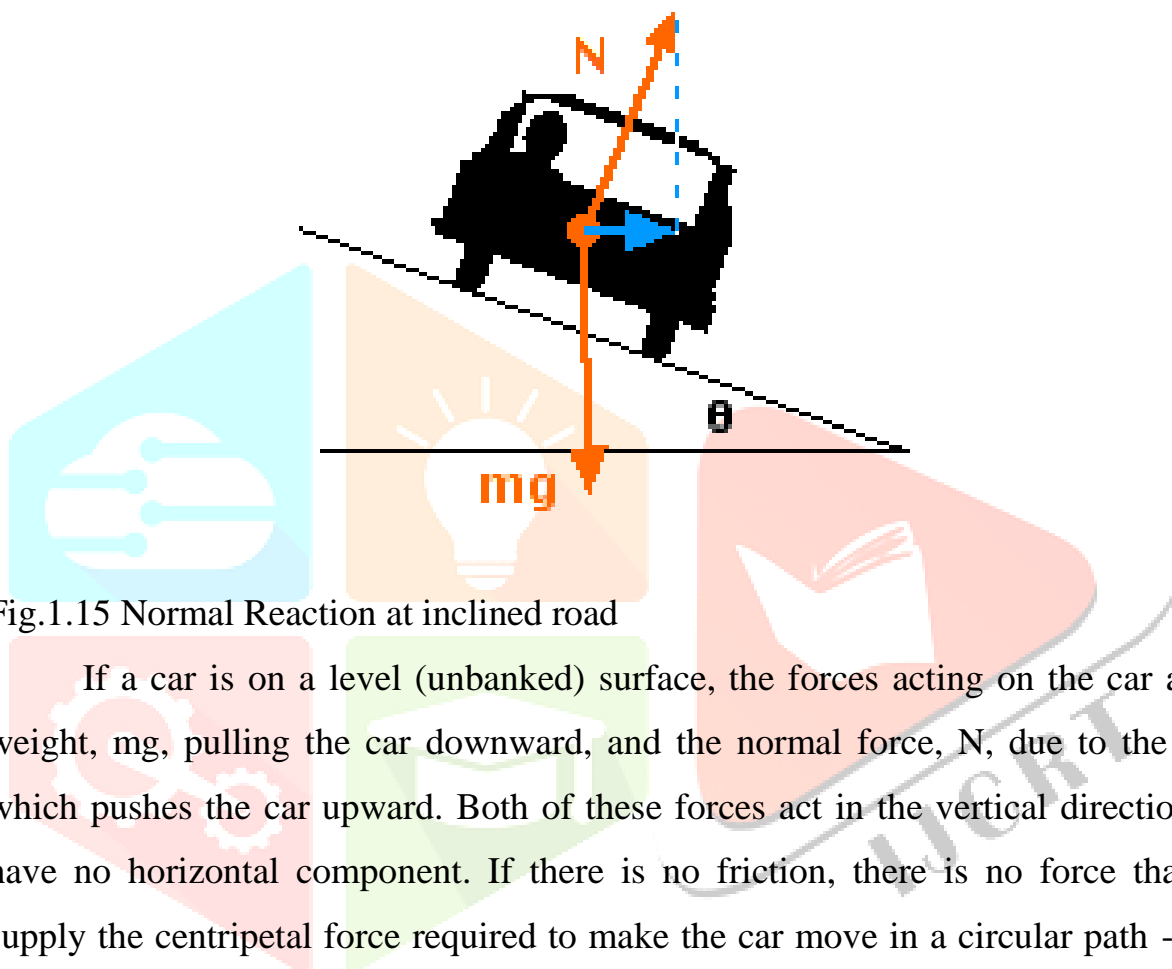 N
θ
mg
Fig.1.15 Normal Reaction at inclined road
If a car is on a level (unbanked) surface, the forces acting on the car
weight, mg, pulling the car downward, and the normal force, N, due to the
which pushes the car upward. Both of these forces act in the vertical
have no horizontal component. If there is no friction, there is no force
supply the centripetal force required to make the car move in a circular path -
IJCRT